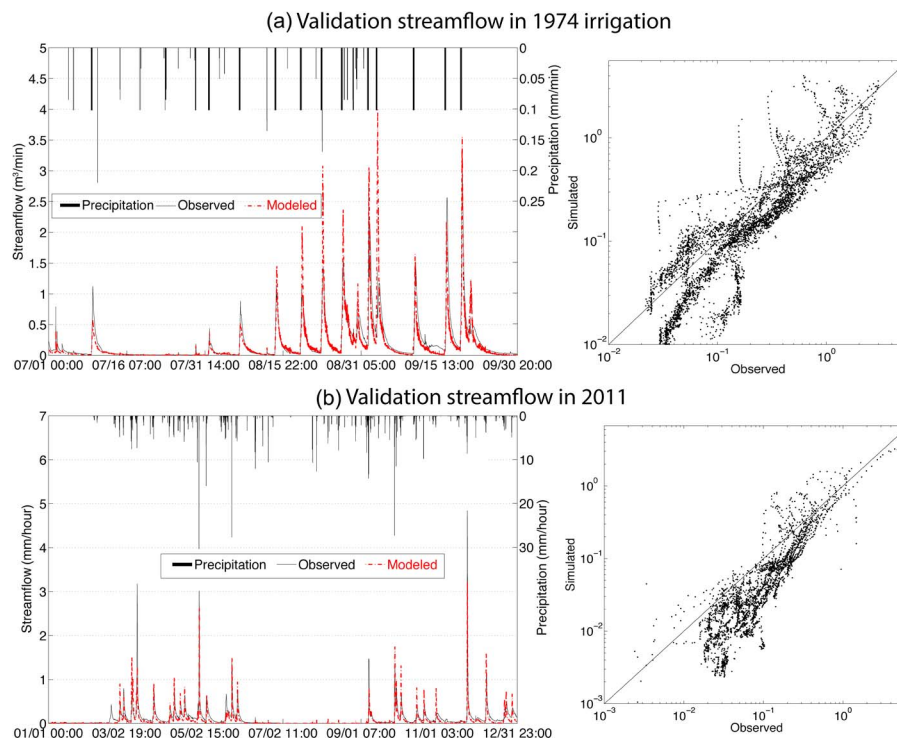 (a) Validation streamflow in 1974 irrigation
5
4.5
4
3.5
3
2.5
2
1.5
1
0.5
0
Streamflow (m³/min)
0
0.05
0.1
0.15
0.2
0.25
Precipitation (mm/min)
Precipitation Observed Modeled
07/01 00:00 07/16 07:00 07/31 14:00 08/15 22:00 08/31 05:00 09/15 13:00 09/30 20:00
10⁰
10⁻¹
10⁻²
Simulated
10⁻² 10⁻¹ 10⁰
Observed
(b) Validation streamflow in 2011
7
6
5
4
3
2
1
0
Streamflow (mm/hour)
0
10
20
30
Precipitation (mm/hour)
Precipitation Observed Modeled
01/01 00:00 03/02 19:00 05/02 15:00 07/02 11:00 09/01 07:00 11/01 03:00 12/31 23:00
10⁰
10⁻¹
10⁻²
10⁻³
Simulated
10⁻³ 10⁻² 10⁻¹ 10⁰
Observed